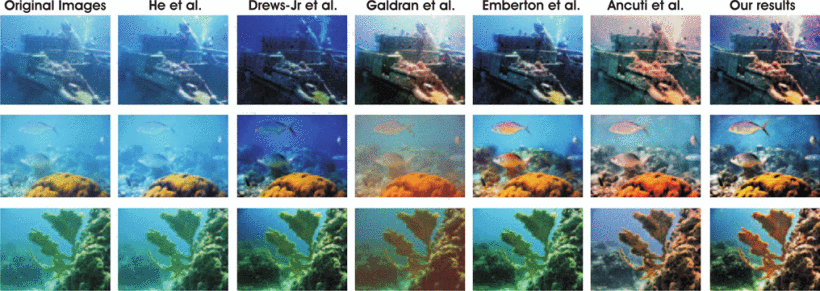 Original Images He et al. Drews-Jr et al. Galdran et al. Emberton et al. Ancuti et al. Our results